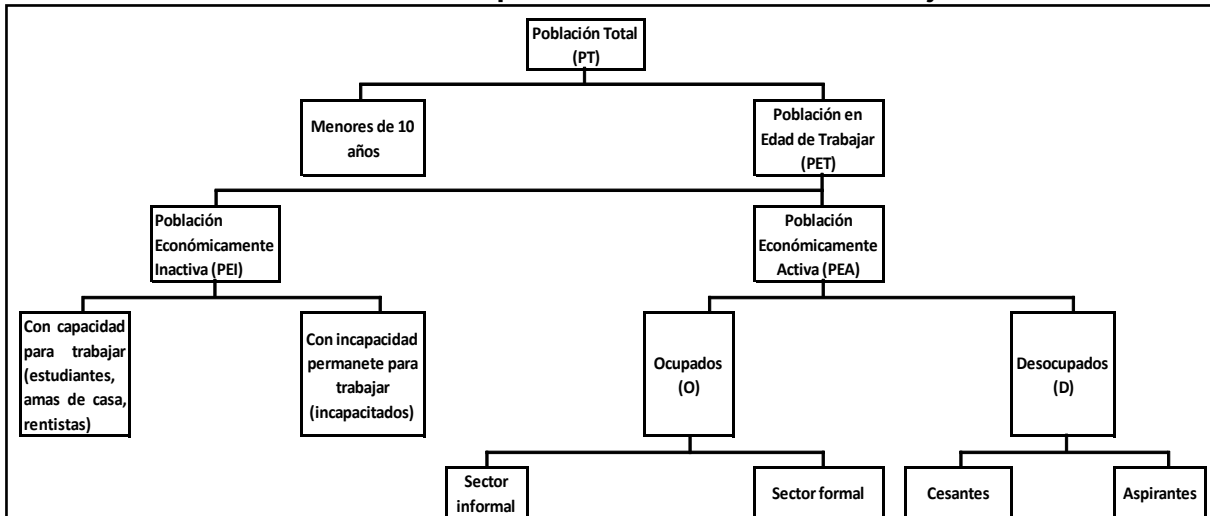 Población Total
(PT)
Menores de 10
años
Población en
Edad de Trabajar
(PET)
Población
Económicamente
Inactiva (PEI)
Población
Económicamente
Activa (PEA)
Con capacidad
para trabajar
(estudiantes,
amas de casa,
rentistas)
Con incapacidad
permanete para
trabajar
(incapacitados)
Ocupados
(O)
Desocupados
(D)
Sector
informal
Sector formal
Cesantes
Aspirantes